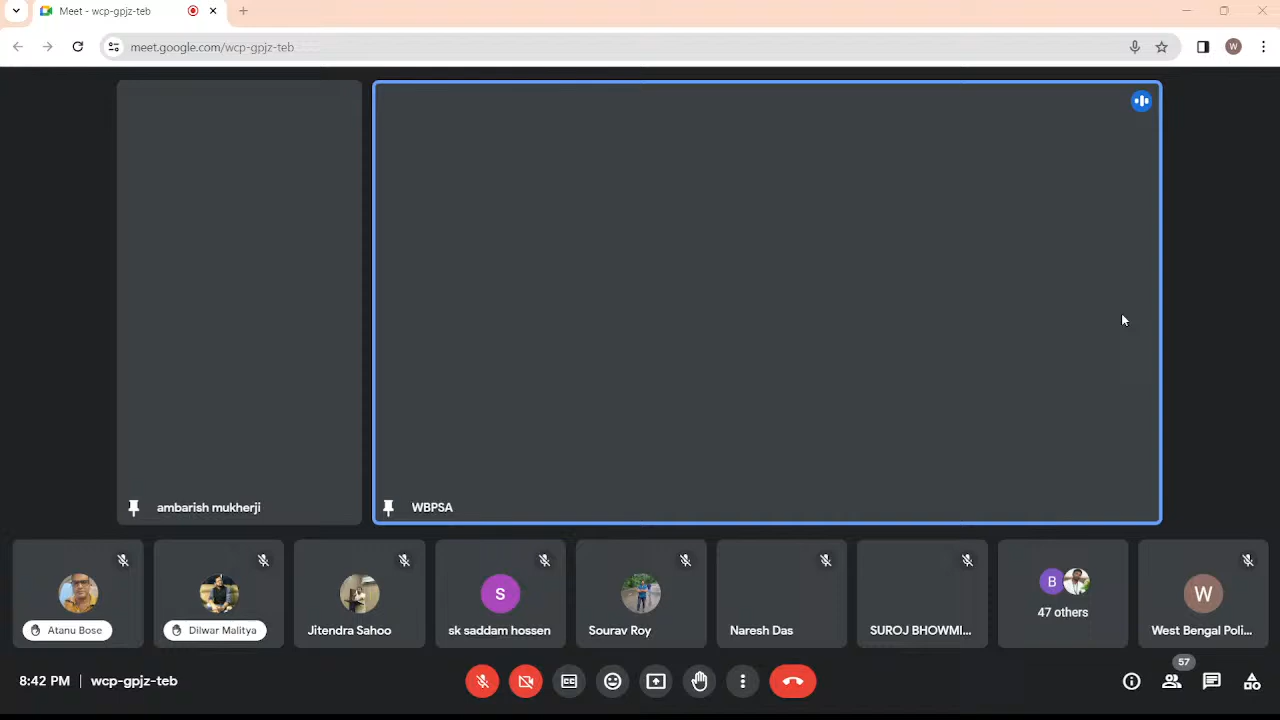 Meet - wcp-gpjz-teb
meet.google.com/wcp-gpjz-teb
W
ambarish mukherji
WBPSA
Atanu Bose
Dilwar Malitya
Jitendra Sahoo
S
sk saddam hossen
Sourav Roy
Naresh Das
SUROJ BHOWMI...
B
47 others
W
West Bengal Poli...
8:42 PM | wcp-gpjz-teb
CC
57